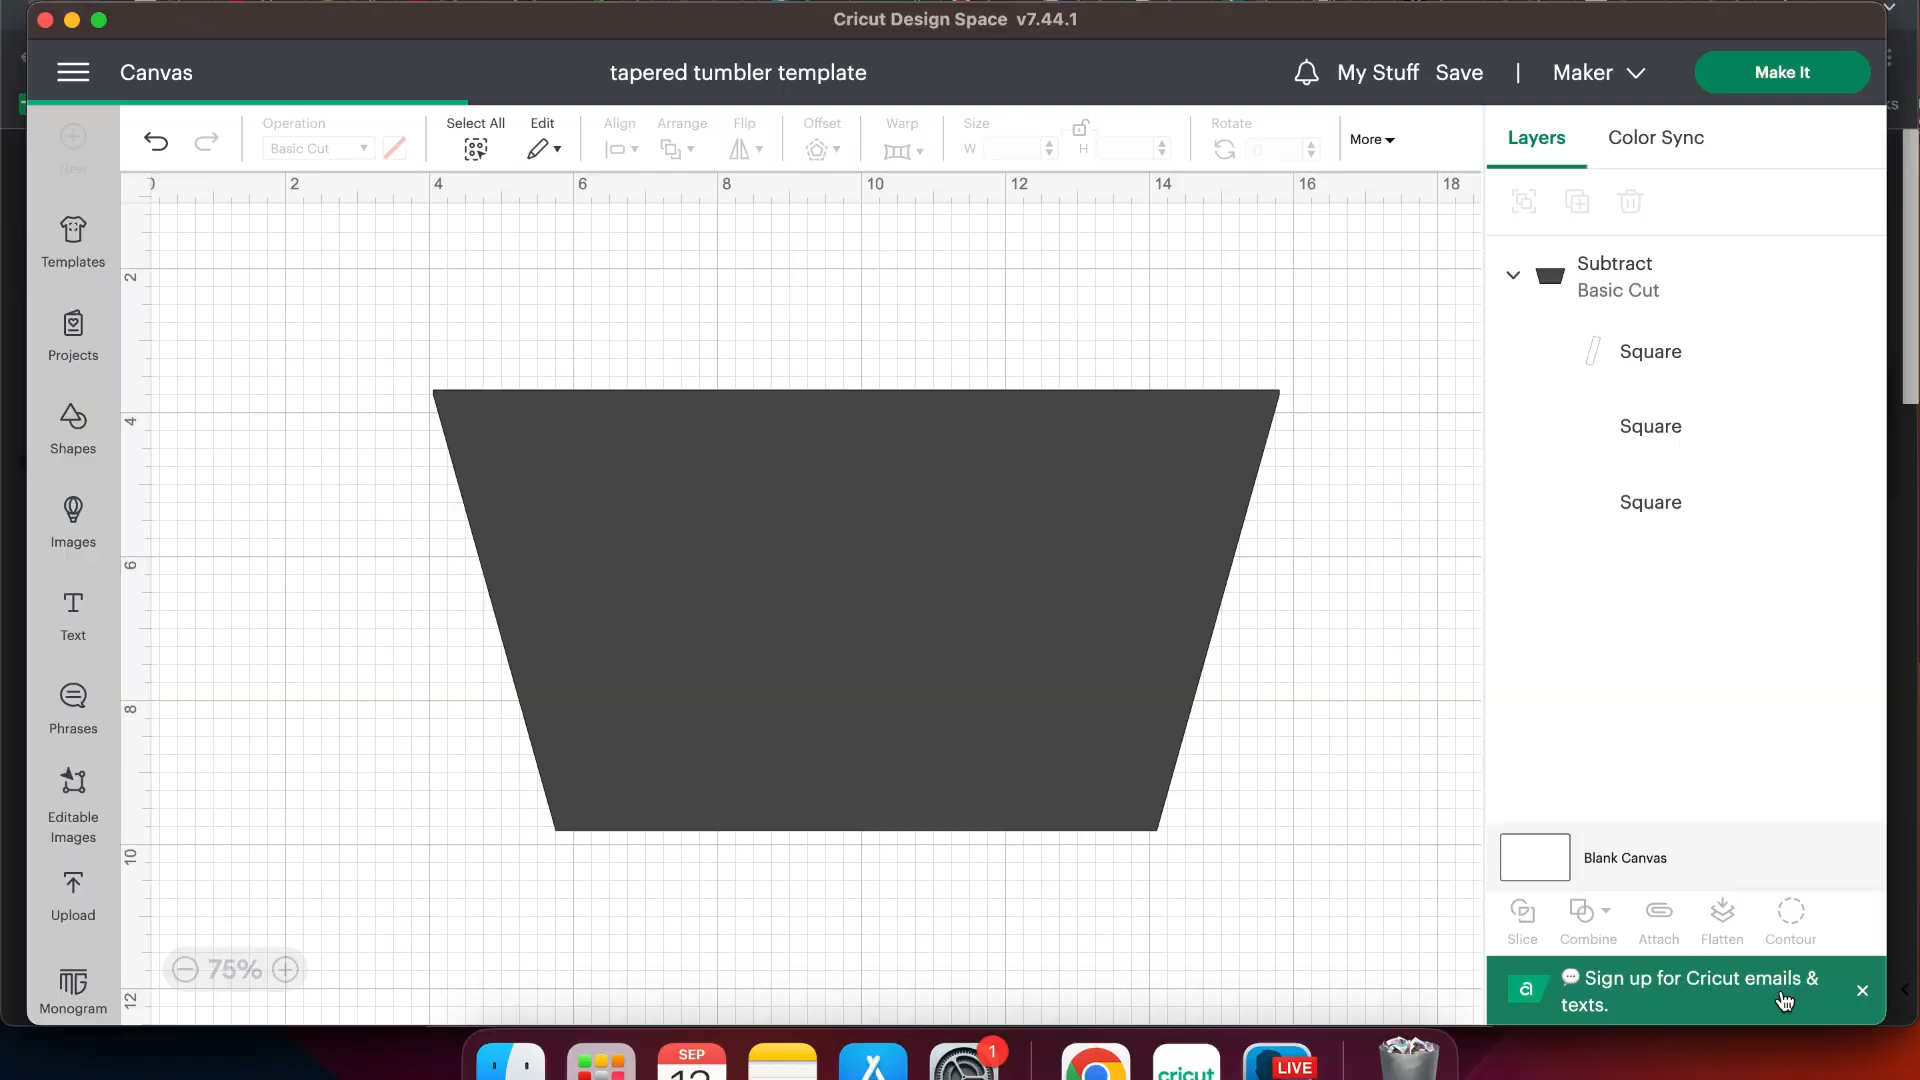 Cricut Design Space v7.44.1
Canvas
tapered tumbler template
My Stuff
Save
|
Maker
Make It
New
Operation
Basic Cut
Select All
Edit
Align
Arrange
Flip
Offset
Warp
Size
W
H
Rotate
0
More
Layers
Color Sync
2 4 6 8 10 12 14 16 18
2
4
6
8
10
12
Templates
Projects
Shapes
Images
Text
Phrases
Editable
Images
Upload
Monogram
75%
Subtract
Basic Cut
Square
Square
Square
Blank Canvas
Slice
Combine
Attach
Flatten
Contour
a
Sign up for Cricut emails &
texts.
SEP
1
cricut
LIVE